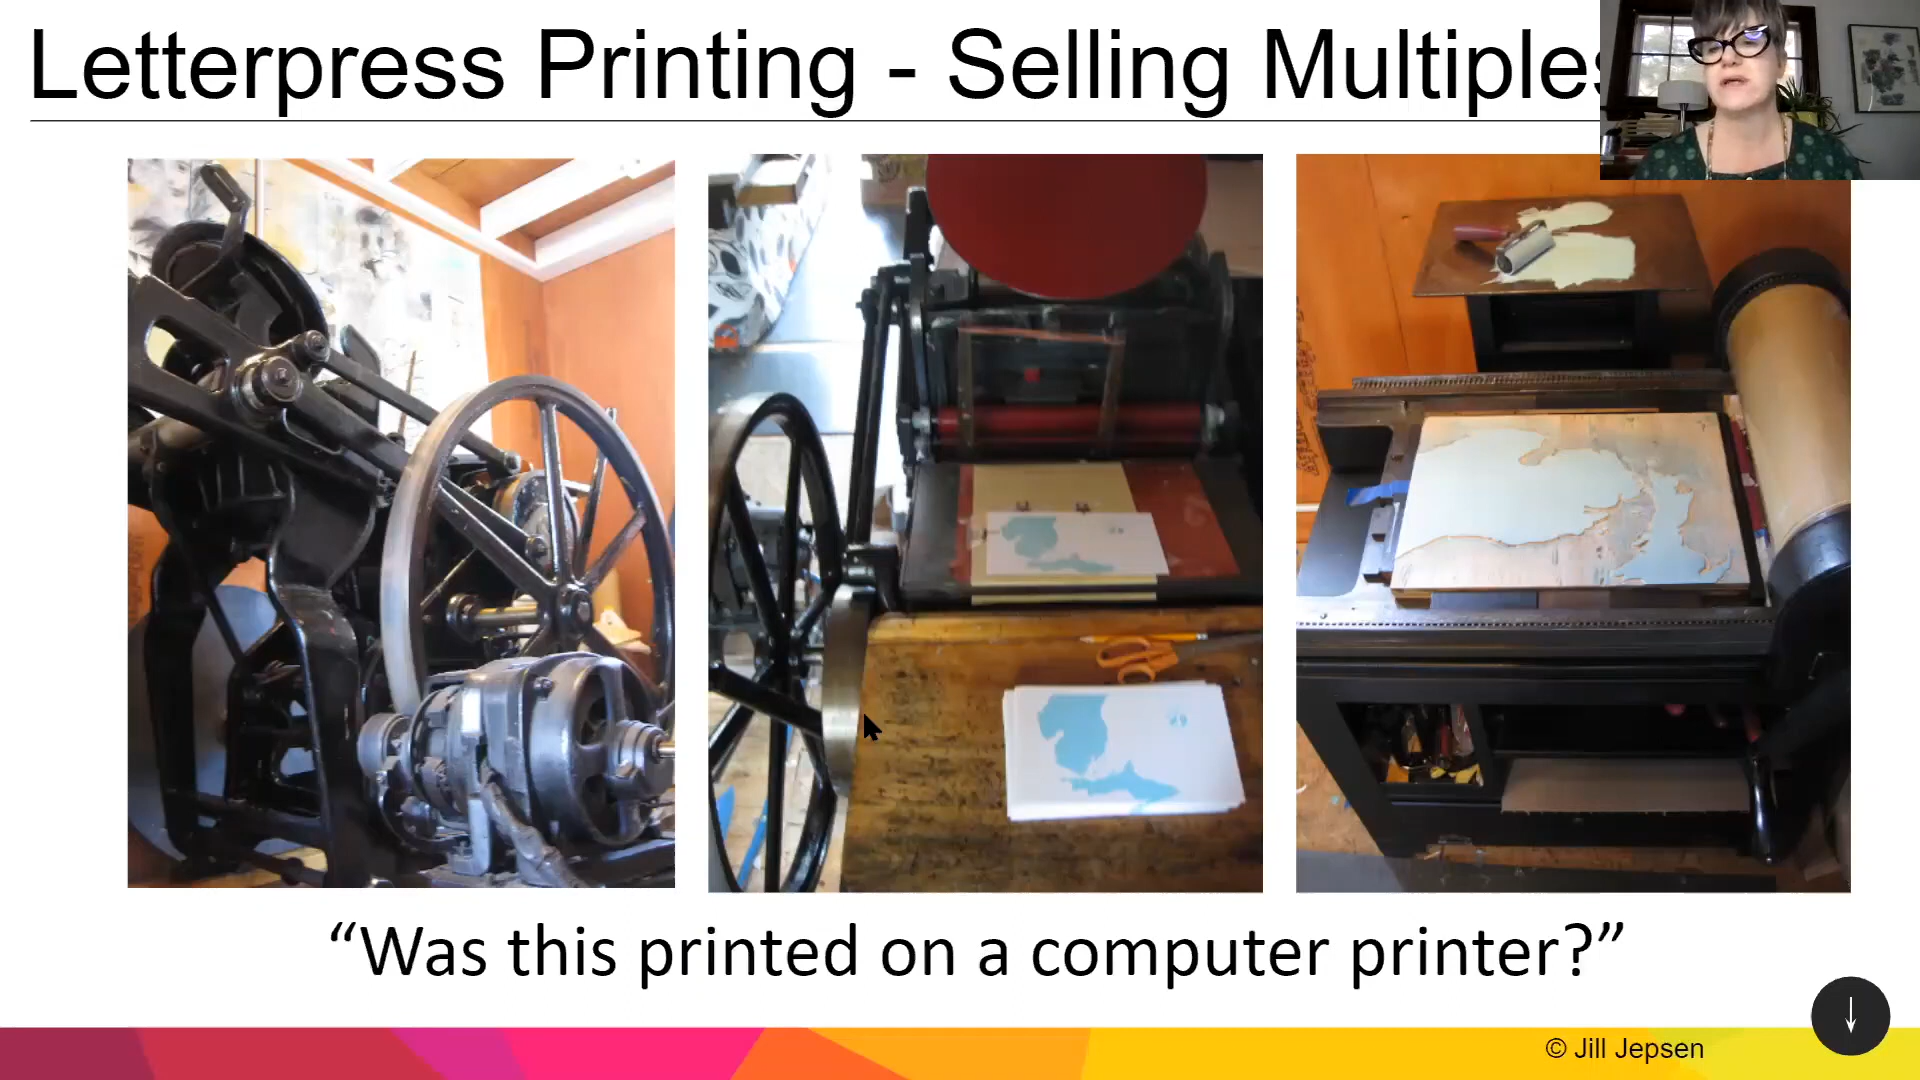 Letterpress Printing - Selling Multiples
“Was this printed on a computer printer?”
© Jill Jepsen